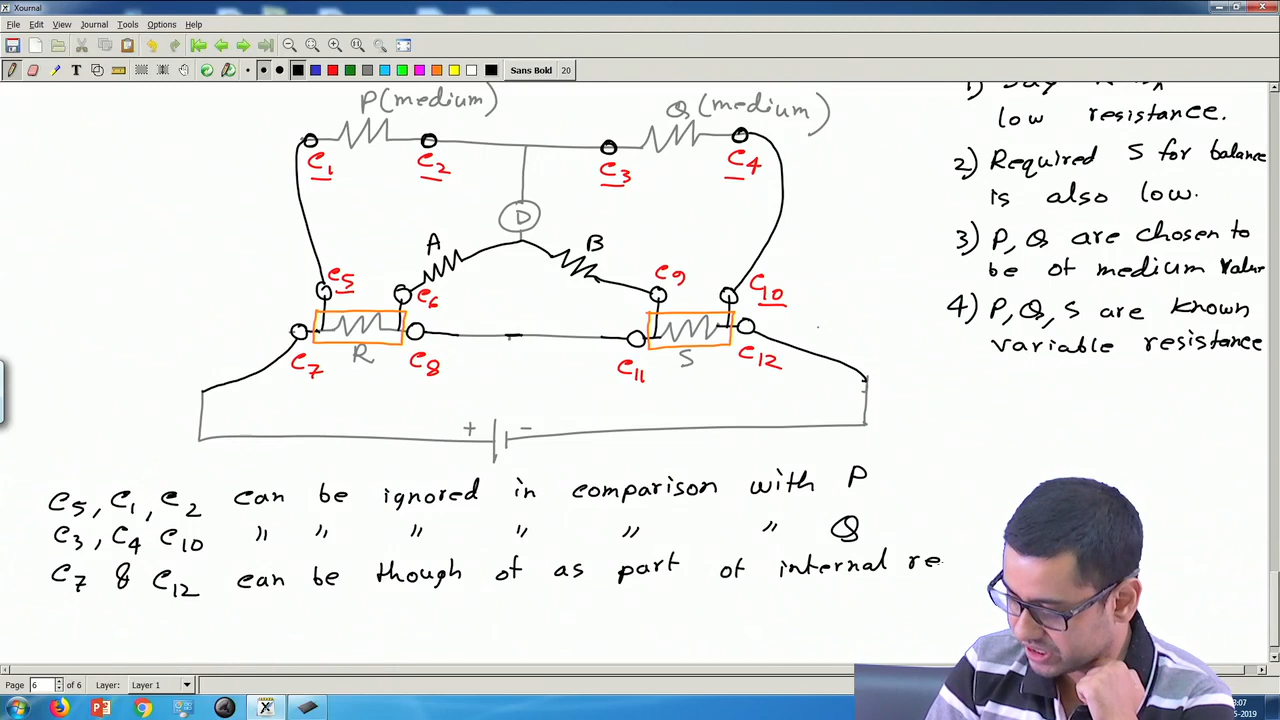 Xournal
File Edit View Journal Tools Options Help
Sans Bold 20
P(medium)
Q(medium)
C1
C2
C3
C4
D
A
B
C5
C6
C9
C10
C7
R
C8
C11
S
C12
+
-
low resistance.
2) Required S for balance
is also low.
3) P, Q are chosen to
be of medium value
4) P, Q, S are known
variable resistance
C5, C1, C2 can be ignored in comparison with P
C3, C4 C10 " " " " " " Q
C7 & C12 can be though of as part of internal re
Page 6 of 6 Layer: Layer 1